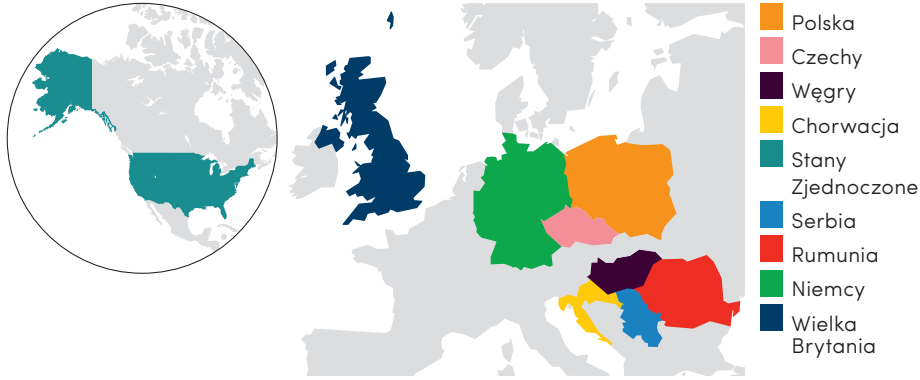 Polska
Czechy
Węgry
Chorwacja
Stany
Zjednoczone
Serbia
Rumunia
Niemcy
Wielka
Brytania